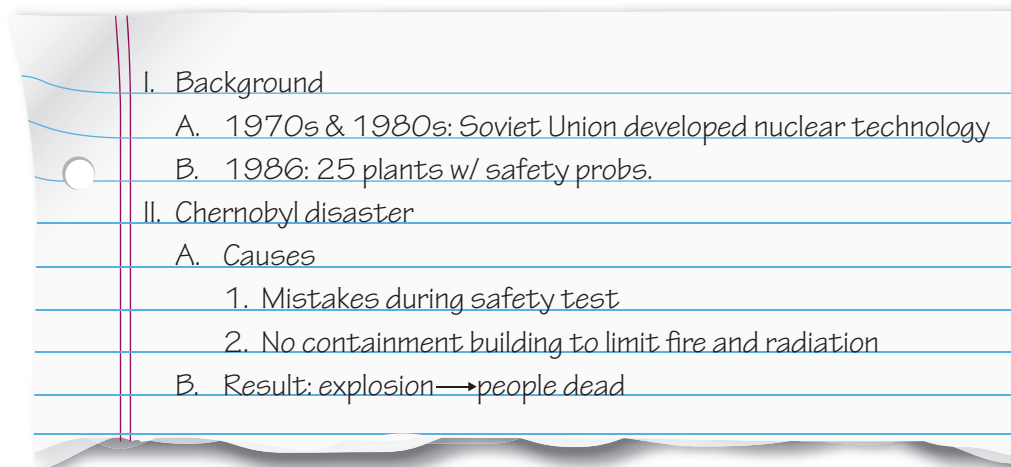 I. Background
A. 1970s & 1980s: Soviet Union developed nuclear technology
B. 1986: 25 plants w/ safety probs.
II. Chernobyl disaster
A. Causes
1. Mistakes during safety test
2. No containment building to limit fire and radiation
B. Result: explosion→people dead